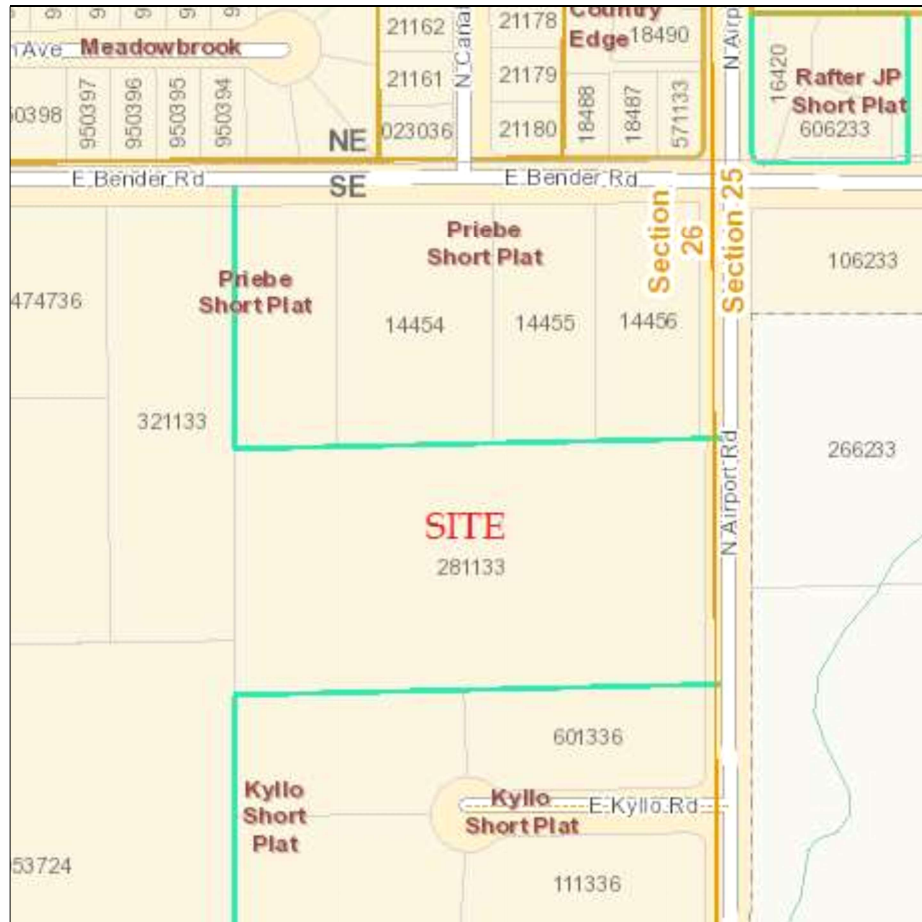 21162
21178
Country
Edge
18490
N Airp
Ave
Meadowbrook
N Cana
21161
21179
16420
Rafter JP
Short Plat
606233
950397
950396
950395
950394
023036
21180
18488
18487
571133
NE
E Bender Rd
SE
E Bender Rd
Section
26
Section 25
Priebe
Short Plat
Priebe
Short Plat
106233
474736
14454
14455
14456
321133
266233
N Airport Rd
SITE
281133
601336
Kyllo
Short
Plat
Kyllo
Short Plat
E Kyllo Rd
53724
111336